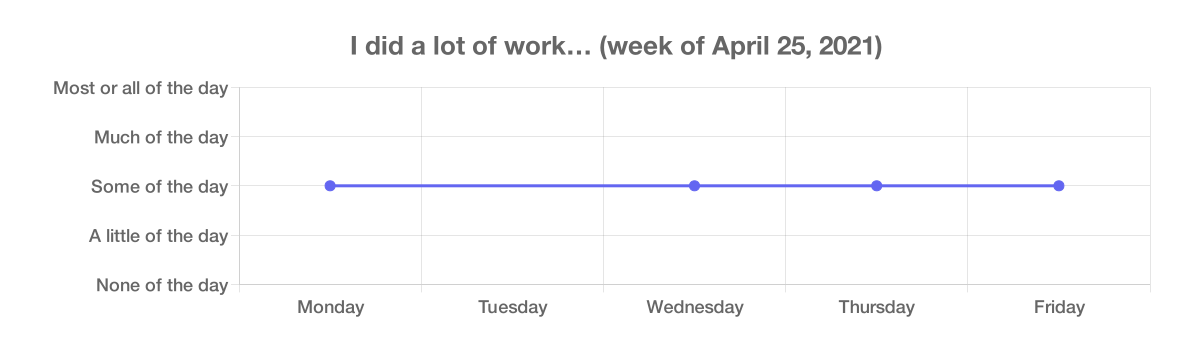 I did a lot of work... (week of April 25, 2021)
Most or all of the day
Much of the day
Some of the day
A little of the day
None of the day
Monday Tuesday Wednesday Thursday Friday